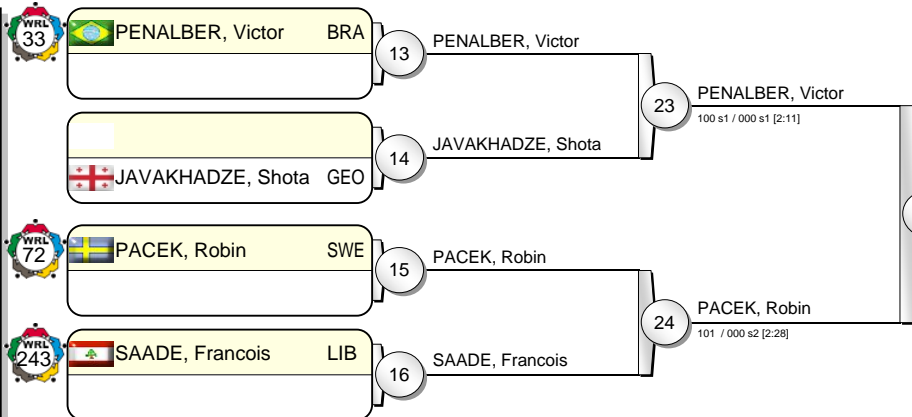 WRL
33
PENALBER, Victor BRA
13
PENALBER, Victor
23
PENALBER, Victor
100 s1 / 000 s1 [2:11]
14
JAVAKHADZE, Shota
JAVAKHADZE, Shota GEO
WRL
72
PACEK, Robin SWE
15
PACEK, Robin
24
PACEK, Robin
101 / 000 s2 [2:28]
WRL
243
SAADE, Francois LIB
16
SAADE, Francois